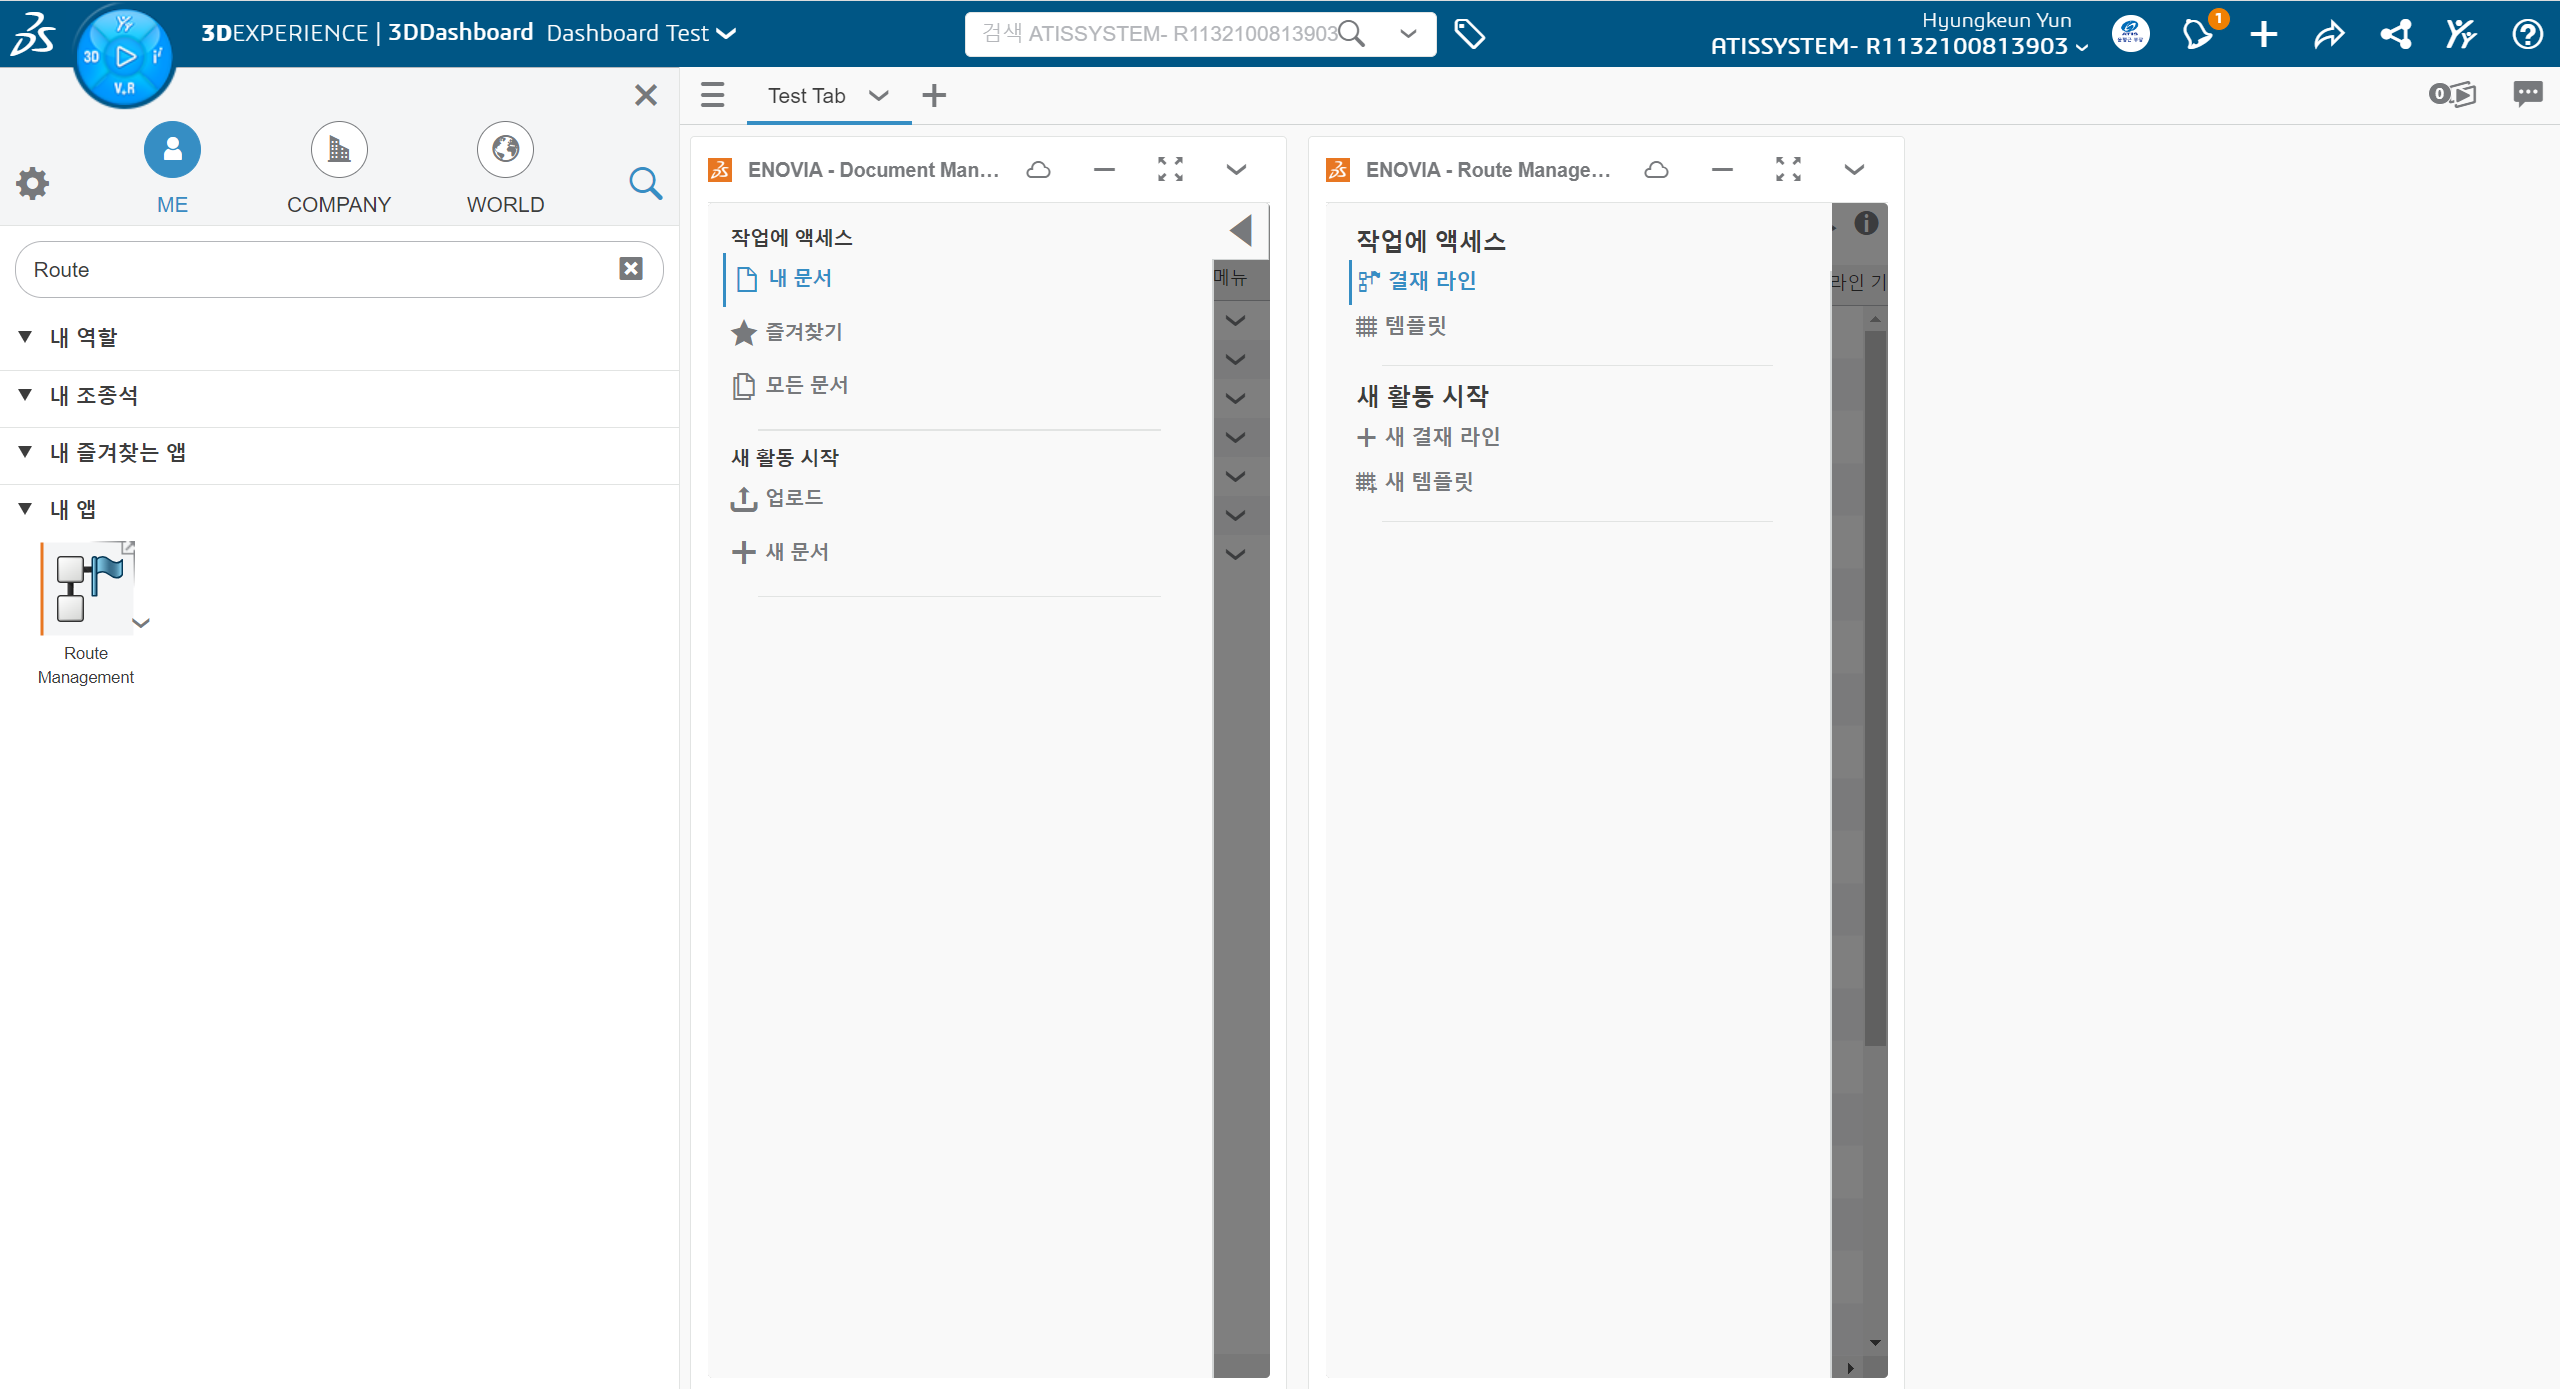 3DEXPERIENCE | 3DDashboard Dashboard Test
검색 ATISSYSTEM- R1132100813903
Hyungkeun Yun
ATISSYSTEM- R1132100813903
1
3D
V.R
ME
COMPANY
WORLD
Route
내 역할
내 조종석
내 즐겨찾는 앱
내 앱
Route
Management
Test Tab
0
ENOVIA - Document Man...
작업에 액세스
내 문서
즐겨찾기
모든 문서
새 활동 시작
업로드
새 문서
메뉴
ENOVIA - Route Manage...
작업에 액세스
결재 라인
템플릿
새 활동 시작
새 결재 라인
새 템플릿
라인 기